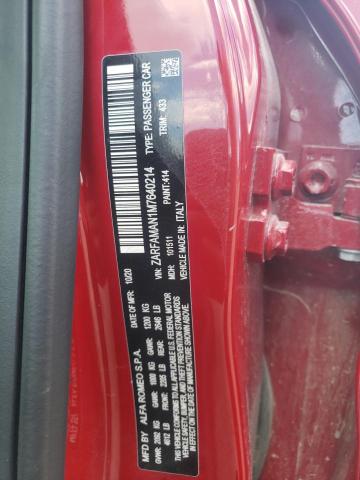 MFD BY ALFA ROMEO S.P.A. DATE OF MFR: 10/20
GVWR: 2092 KG FRONT: 1000 KG GAWR: 1200 KG
4612 LB FRONT: 2205 LB REAR: 2646 LB
THIS VEHICLE CONFORMS TO ALL APPLICABLE U.S. FEDERAL MOTOR
VEHICLE SAFETY, BUMPER, AND THEFT PREVENTION STANDARDS
IN EFFECT ON THE DATE OF MANUFACTURE SHOWN ABOVE.
VIN: ZARFAMAN1M7640214 TYPE: PASSENGER CAR
PAINT: 414 TRIM: 433
MDH: 101511
VEHICLE MADE IN: ITALY